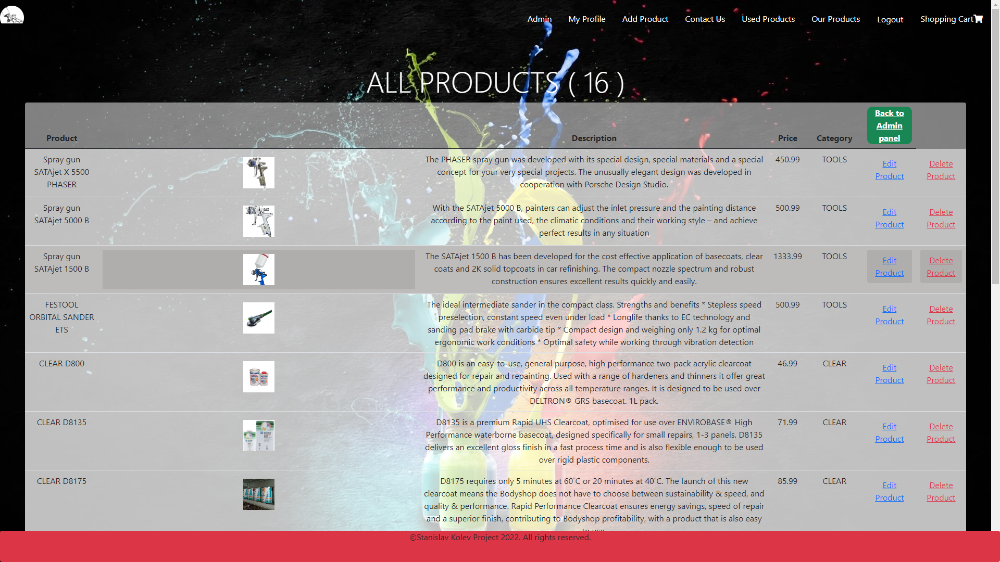 Admin My Profile Add Product Contact Us Used Products Our Products Logout Shopping Cart
ALL PRODUCTS ( 16 )
Back to
Admin
panel
Product Description Price Category
Spray gun
SATAjet X 5500
PHASER
The PHASER spray gun was developed with its special design, special materials and a special
concept for your very special projects. The unusually elegant design was developed in
cooperation with Porsche Design Studio.
450.99
TOOLS
Edit
Product
Delete
Product
Spray gun
SATAjet 5000 B
With the SATAjet 5000 B, painters can adjust the inlet pressure and the painting distance
according to the paint used, the climatic conditions and their working style – and achieve
perfect results in any situation
500.99
TOOLS
Edit
Product
Delete
Product
Spray gun
SATAjet 1500 B
The SATAjet 1500 B has been developed for the cost effective application of basecoats, clear
coats and 2K solid topcoats in car refinishing. The compact nozzle spectrum and robust
construction ensures excellent results quickly and easily.
1333.99
TOOLS
Edit
Product
Delete
Product
FESTOOL
ORBITAL SANDER
ETS
The ideal intermediate sander in the compact class. Strengths and benefits * Stepless speed
preselection, constant speed even under load * Longlife thanks to EC technology and
sanding pad brake with carbide tip * Compact design and weighing only 1.2 kg for optimal
ergonomic work conditions * Optimal safety while working through vibration detection
500.99
TOOLS
Edit
Product
Delete
Product
CLEAR D800
D800 is an easy-to-use, general purpose, high performance two-pack acrylic clearcoat
designed for repair and repainting. Used with a range of hardeners and thinners it offer great
performance and productivity across all temperature ranges. It is designed to be used over
DELTRON® GRS basecoat. 1L pack.
46.99
CLEAR
Edit
Product
Delete
Product
CLEAR D8135
D8135 is a premium Rapid UHS Clearcoat, optimised for use over ENVIROBASE® High
Performance waterborne basecoat, designed specifically for small repairs, 1-3 panels. D8135
delivers an excellent gloss finish in a fast process time and is also flexible enough to be used
over rigid plastic components.
71.99
CLEAR
Edit
Product
Delete
Product
CLEAR D8175
D8175 requires only 5 minutes at 60˚C or 20 minutes at 40˚C. The launch of this new
clearcoat means the Bodyshop does not have to choose between sustainability & speed, and
quality & performance. Rapid Performance Clearcoat ensures energy savings, speed of repair
and a superior finish, contributing to Bodyshop profitability, with a product that is also easy
85.99
CLEAR
Edit
Product
Delete
Product
©Stanislav Kolev Project 2022. All rights reserved.